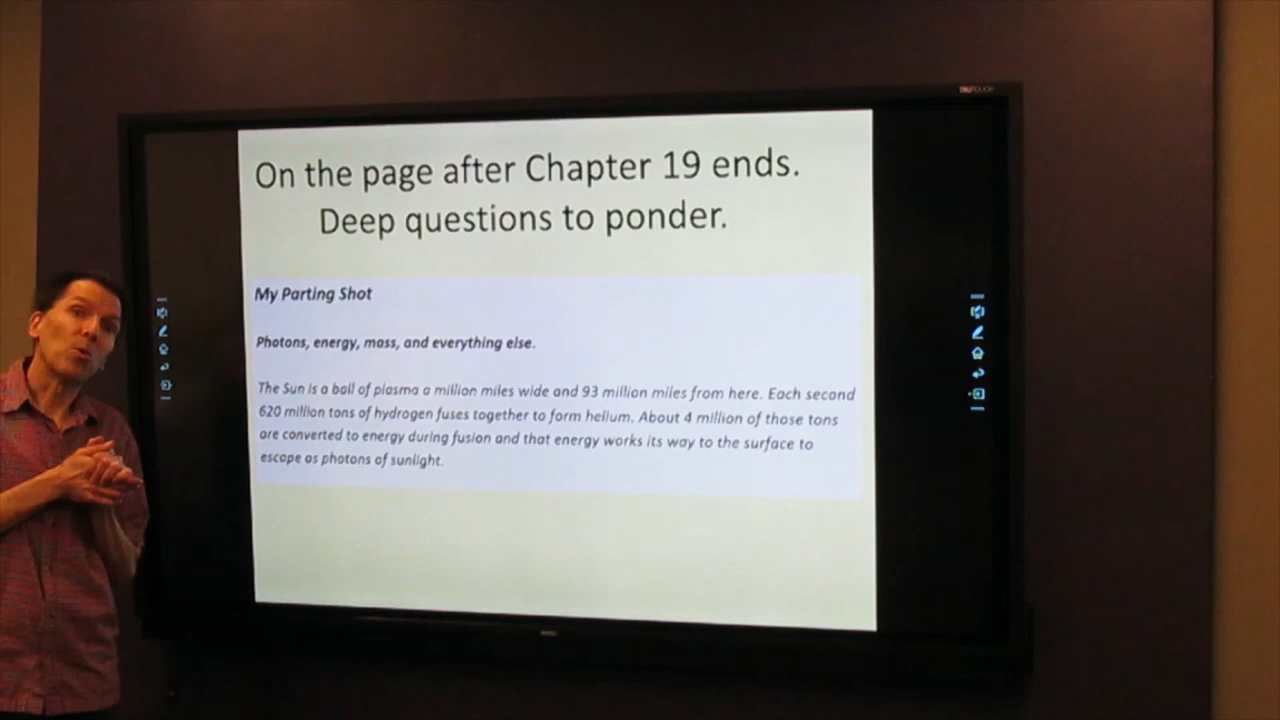 On the page after Chapter 19 ends.
Deep questions to ponder.
My Parting Shot
Photons, energy, mass, and everything else.
The Sun is a ball of plasma a million miles wide and 93 million miles from here. Each second
620 million tons of hydrogen fuses together to form helium. About 4 million of those tons
are converted to energy during fusion and that energy works its way to the surface to
escape as photons of sunlight.